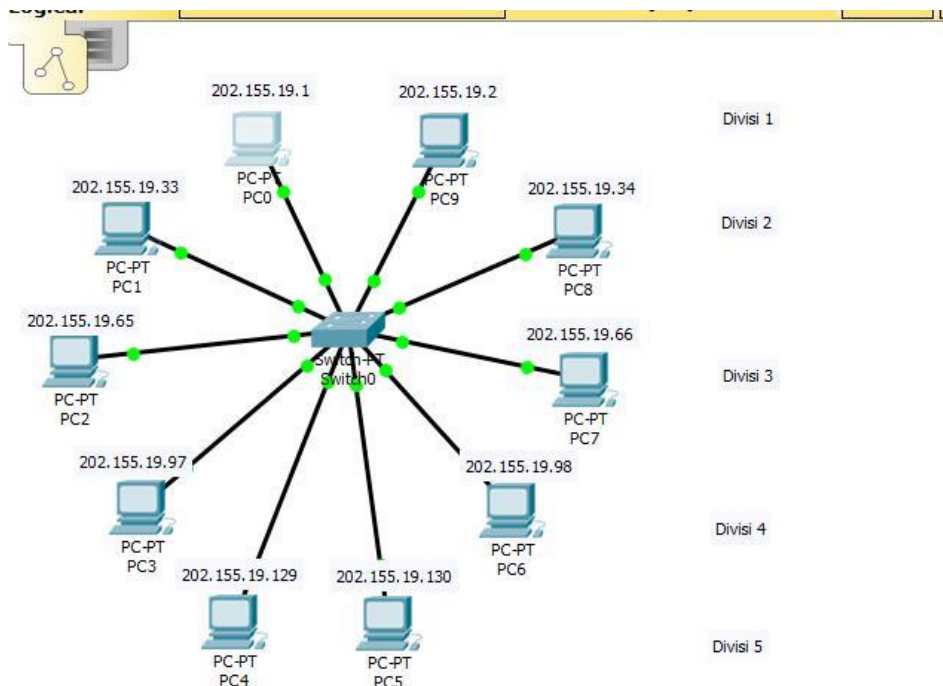 Logical
202.155.19.1
202.155.19.2
Divisi 1
PC-PT
PC0
PC-PT
PC9
202.155.19.33
202.155.19.34
Divisi 2
PC-PT
PC1
PC-PT
PC8
202.155.19.65
202.155.19.66
Switch-PT
Switch0
Divisi 3
PC-PT
PC2
PC-PT
PC7
202.155.19.97
202.155.19.98
Divisi 4
PC-PT
PC3
PC-PT
PC6
202.155.19.129
202.155.19.130
Divisi 5
PC-PT
PC4
PC-PT
PC5